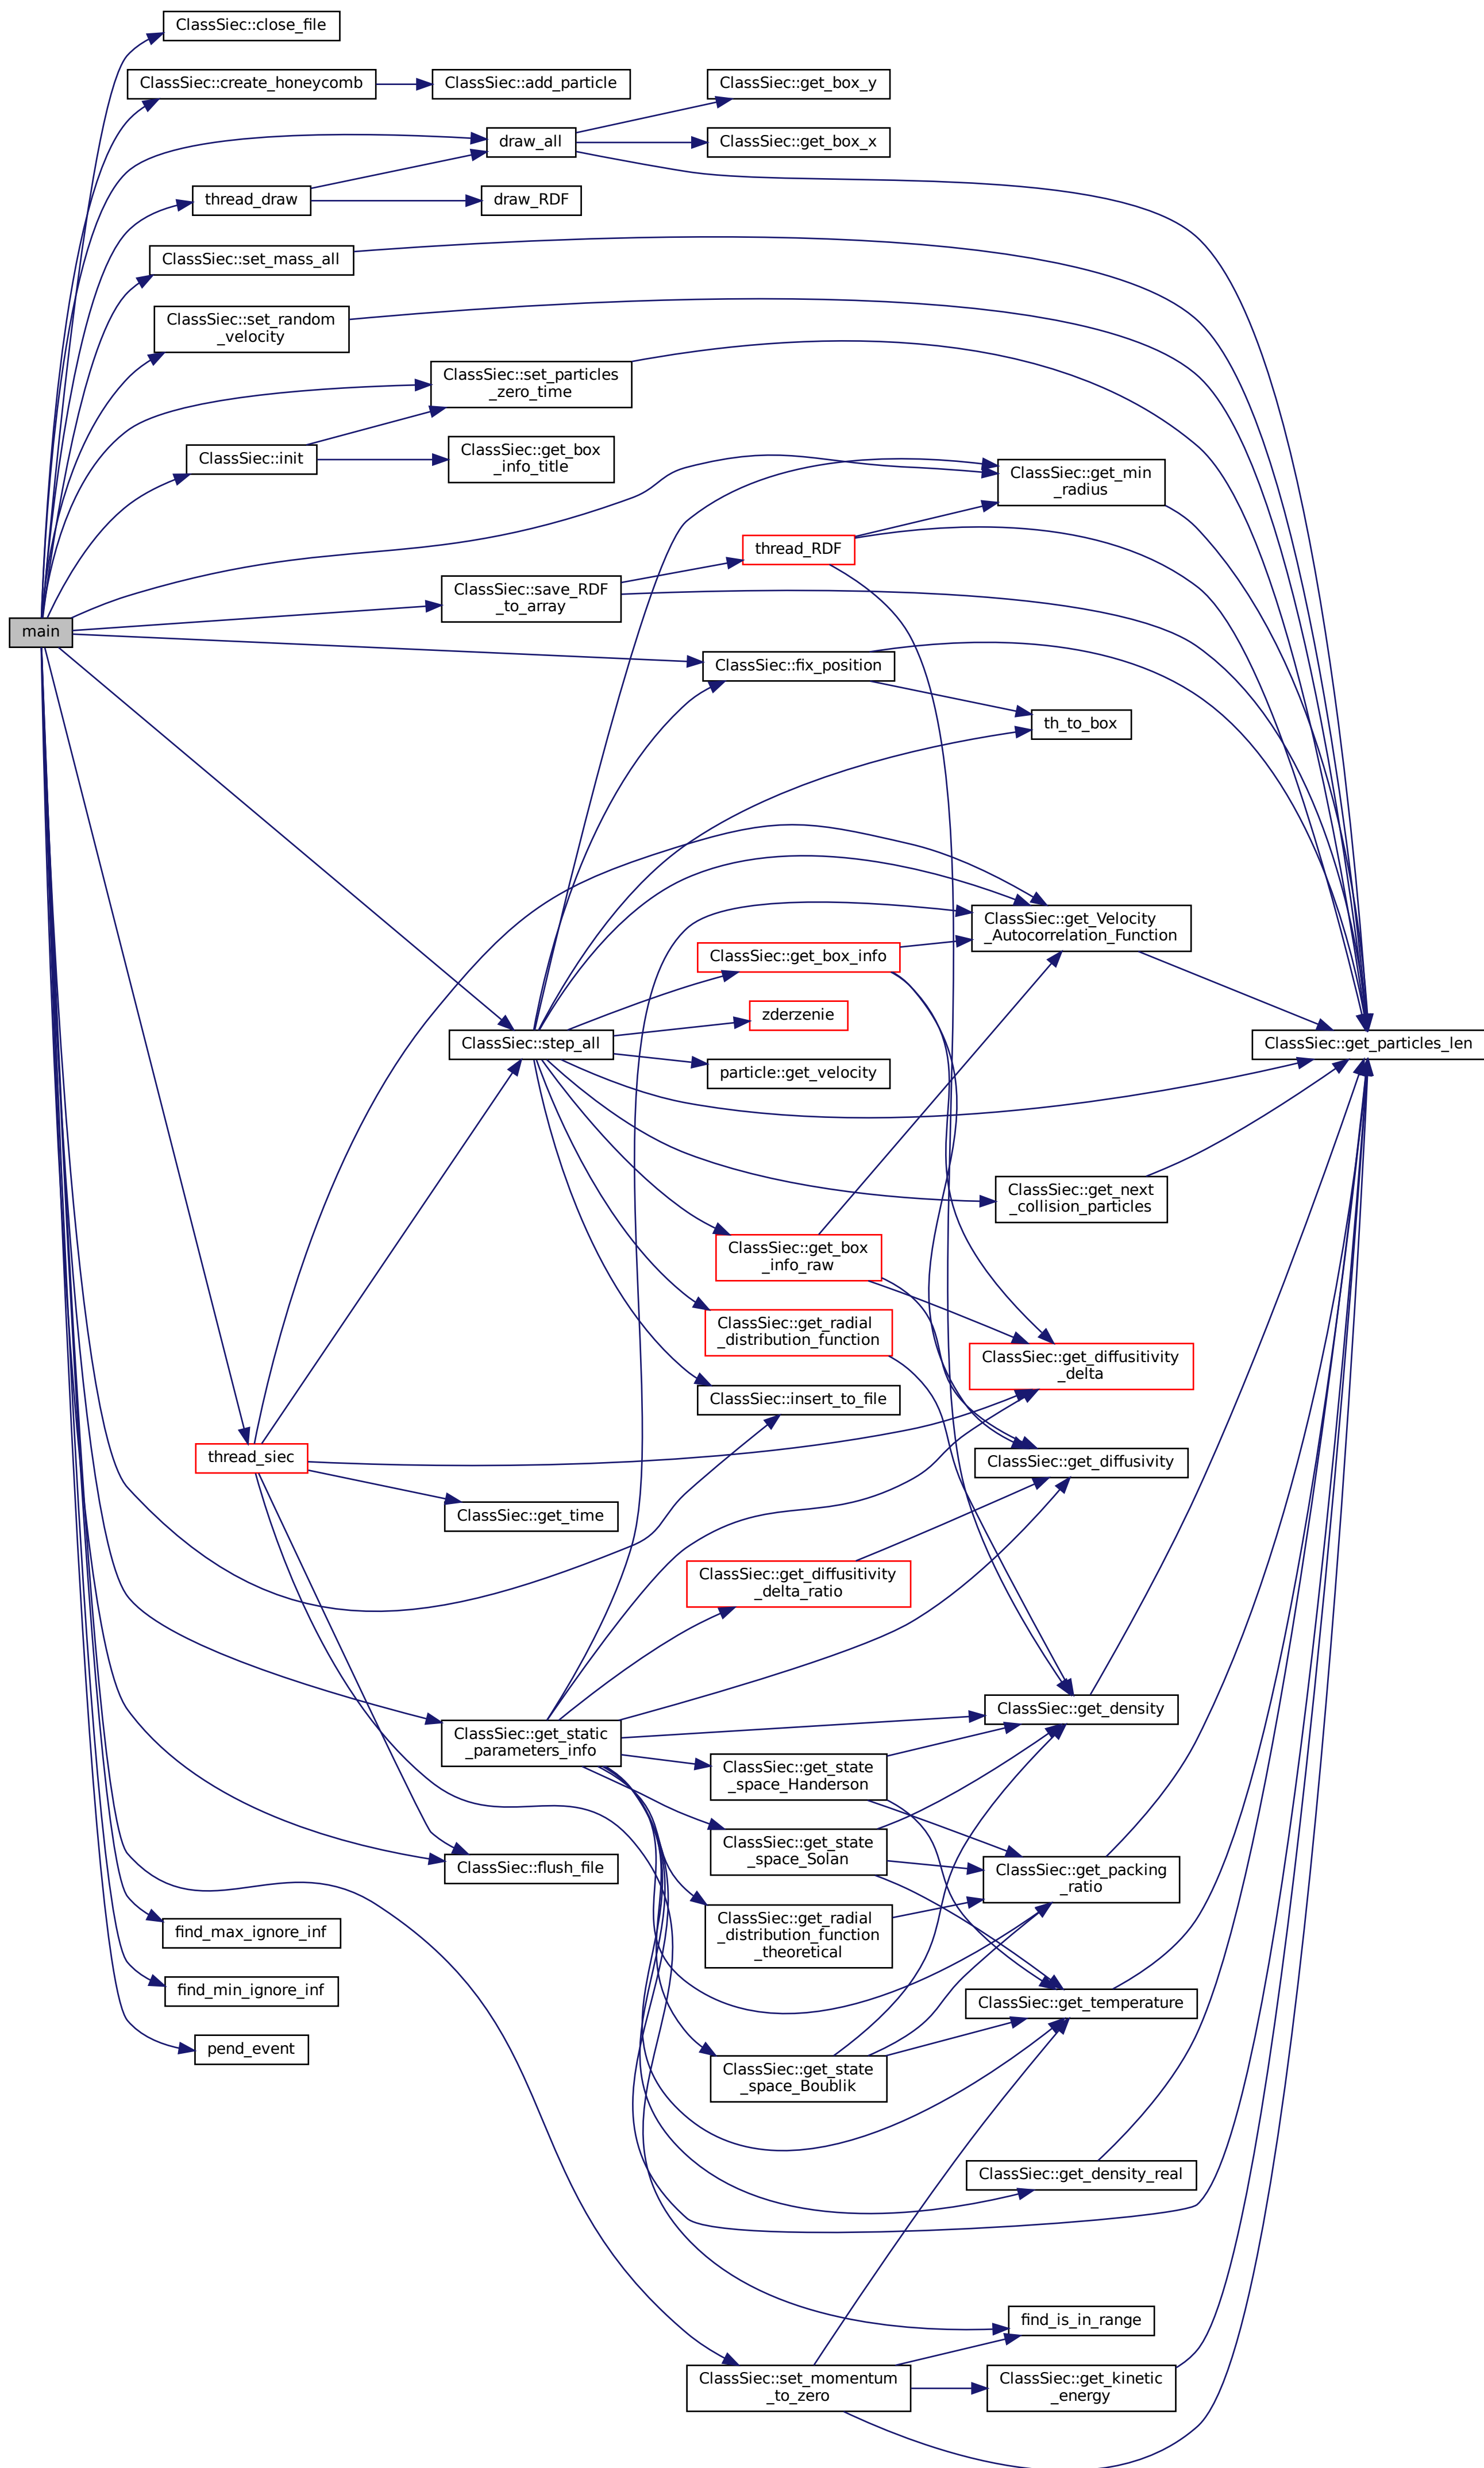 ClassSiec::close_file
ClassSiec::create_honeycomb
ClassSiec::add_particle
ClassSiec::get_box_y
draw_all
ClassSiec::get_box_x
thread_draw
draw_RDF
ClassSiec::set_mass_all
ClassSiec::set_random
_velocity
ClassSiec::set_particles
_zero_time
ClassSiec::init
ClassSiec::get_box
_info_title
ClassSiec::get_min
_radius
thread_RDF
ClassSiec::save_RDF
_to_array
main
ClassSiec::fix_position
th_to_box
ClassSiec::get_Velocity
_Autocorrelation_Function
ClassSiec::get_box_info
zderzenie
ClassSiec::step_all
ClassSiec::get_particles_len
particle::get_velocity
ClassSiec::get_next
_collision_particles
ClassSiec::get_box
_info_raw
ClassSiec::get_radial
_distribution_function
ClassSiec::get_diffusitivity
_delta
ClassSiec::insert_to_file
thread_siec
ClassSiec::get_diffusivity
ClassSiec::get_time
ClassSiec::get_diffusitivity
_delta_ratio
ClassSiec::get_density
ClassSiec::get_static
_parameters_info
ClassSiec::get_state
_space_Handerson
ClassSiec::get_state
_space_Solan
ClassSiec::flush_file
ClassSiec::get_packing
_ratio
find_max_ignore_inf
ClassSiec::get_radial
_distribution_function
_theoretical
find_min_ignore_inf
ClassSiec::get_temperature
pend_event
ClassSiec::get_state
_space_Boublik
ClassSiec::get_density_real
find_is_in_range
ClassSiec::set_momentum
_to_zero
ClassSiec::get_kinetic
_energy